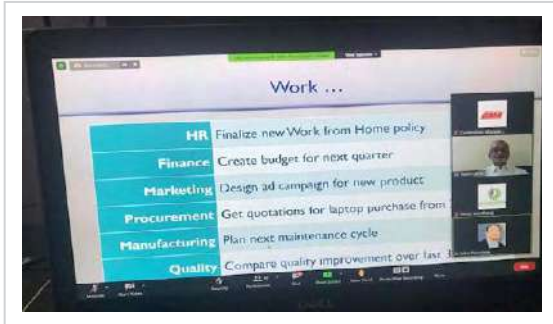 Work ...
HR Finalize new Work from Home policy
Finance Create budget for next quarter
Marketing Design ad campaign for new product
Procurement Get quotations for laptop purchase from
Manufacturing Plan next maintenance cycle
Quality Compare quality improvement over last 3